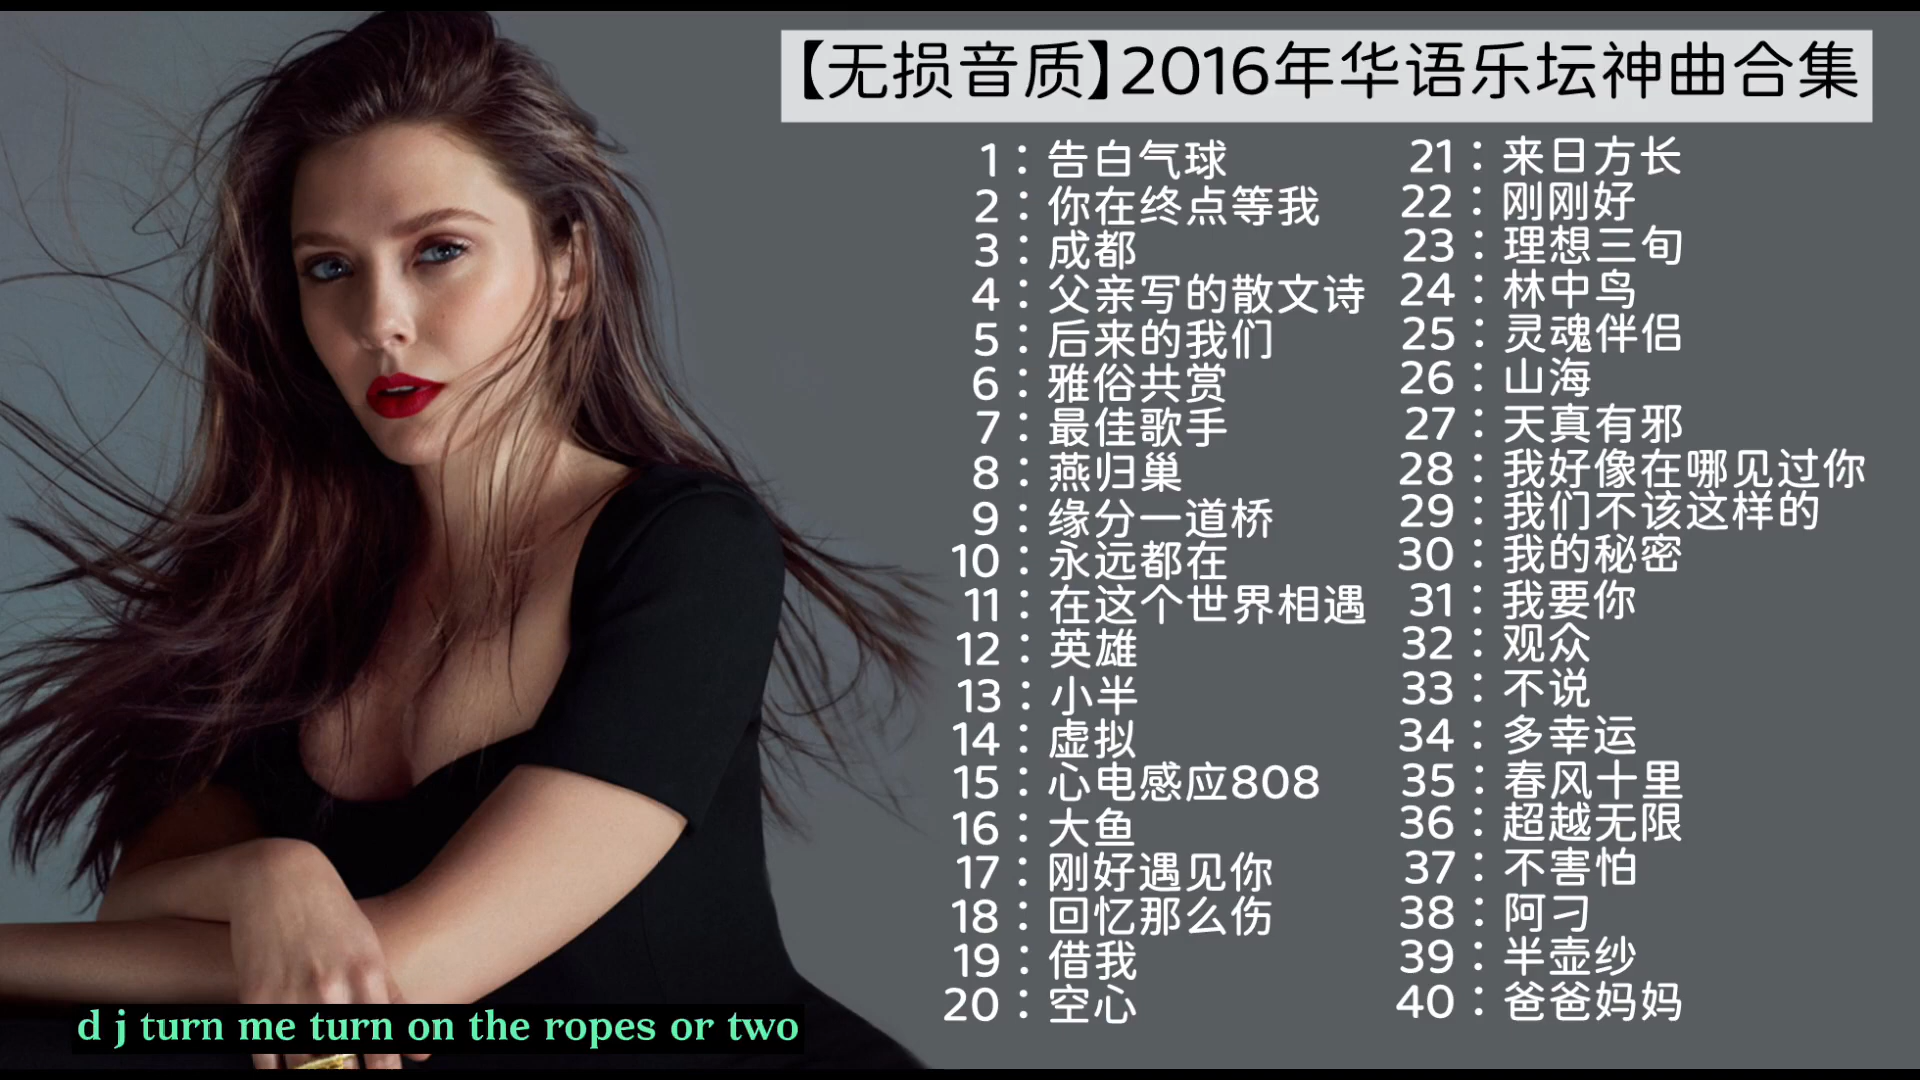 【无损音质】2016年华语乐坛神曲合集
1：告白气球
2：你在终点等我
3：成都
4：父亲写的散文诗
5：后来的我们
6：雅俗共赏
7：最佳歌手
8：燕归巢
9：缘分一道桥
10：永远都在
11：在这个世界相遇
12：英雄
13：小半
14：虚拟
15：心电感应808
16：大鱼
17：刚好遇见你
18：回忆那么伤
19：借我
20：空心
21：来日方长
22：刚刚好
23：理想三旬
24：林中鸟
25：灵魂伴侣
26：山海
27：天真有邪
28：我好像在哪见过你
29：我们不该这样的
30：我的秘密
31：我要你
32：观众
33：不说
34：多幸运
35：春风十里
36：超越无限
37：不害怕
38：阿刁
39：半壶纱
40：爸爸妈妈
d j turn me turn on the ropes or two